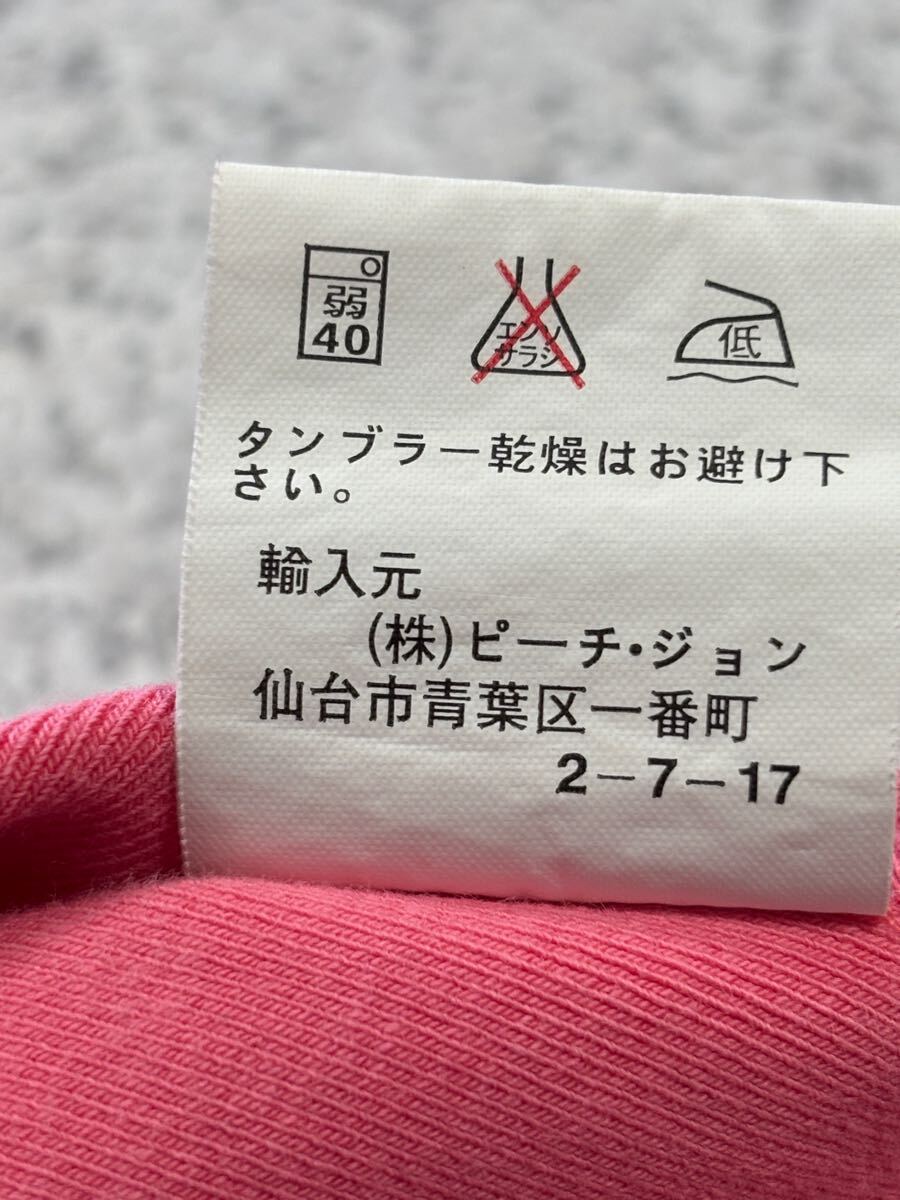 弱
40
エンソ
サラシ
低
タンブラー乾燥はお避け下
さい。
輸入元
(株)ピーチ・ジョン
仙台市青葉区一番町
2-7-17